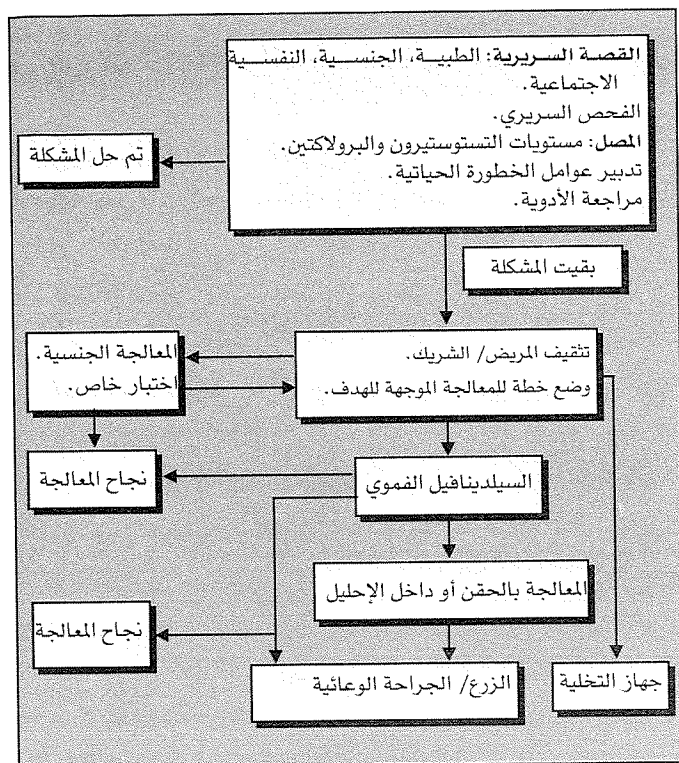 القصة السريرية: الطبية، الجنسية، النفسية
الاجتماعية.
الفحص السريري.
المصل: مستويات التستوستيرون والبرولاكتين.
تدبير عوامل الخطورة الحياتية.
مراجعة الأدوية.
تم حل المشكلة
بقيت المشكلة
تثقيف المريض/ الشريك.
وضع خطة للمعالجة الموجهة للهدف.
المعالجة الجنسية.
اختبار خاص.
السيلدينافيل الفموي
نجاح المعالجة
المعالجة بالحقن أو داخل الإحليل
نجاح المعالجة
جهاز التخلية
الزرع/ الجراحة الوعائية